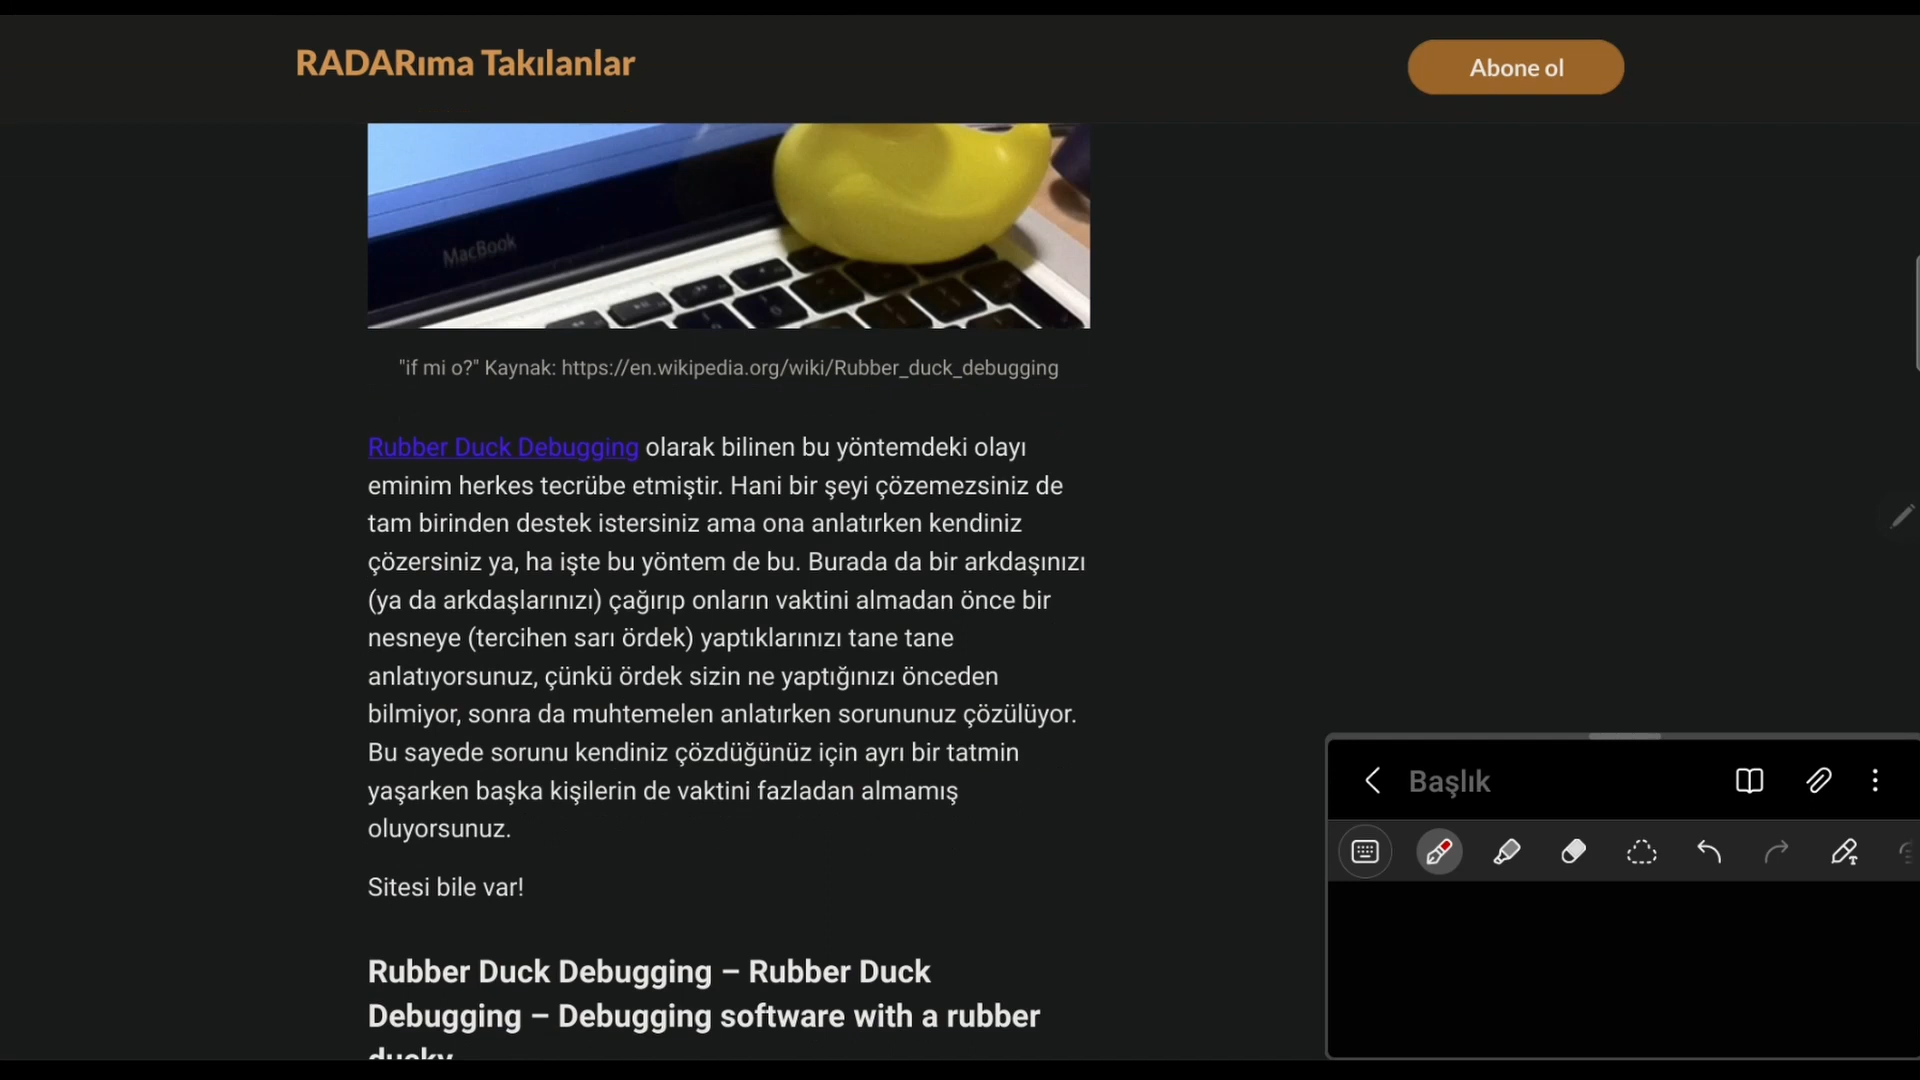 RADARıma Takılanlar
Abone ol
MacBook
"if mi o?" Kaynak: https://en.wikipedia.org/wiki/Rubber_duck_debugging
Rubber Duck Debugging olarak bilinen bu yöntemdeki olayı
eminim herkes tecrübe etmiştir. Hani bir şeyi çözemezsiniz de
tam birinden destek istersiniz ama ona anlatırken kendiniz
çözersiniz ya, ha işte bu yöntem de bu. Burada da bir arkdaşınızı
(ya da arkdaşlarınızı) çağırıp onların vaktini almadan önce bir
nesneye (tercihen sarı ördek) yaptıklarınızı tane tane
anlatıyorsunuz, çünkü ördek sizin ne yaptığınızı önceden
bilmiyor, sonra da muhtemelen anlatırken sorununuz çözülüyor.
Bu sayede sorunu kendiniz çözdüğünüz için ayrı bir tatmin
yaşarken başka kişilerin de vaktini fazladan almamış
oluyorsunuz.
Sitesi bile var!
Rubber Duck Debugging – Rubber Duck
Debugging – Debugging software with a rubber
ducky
Başlık